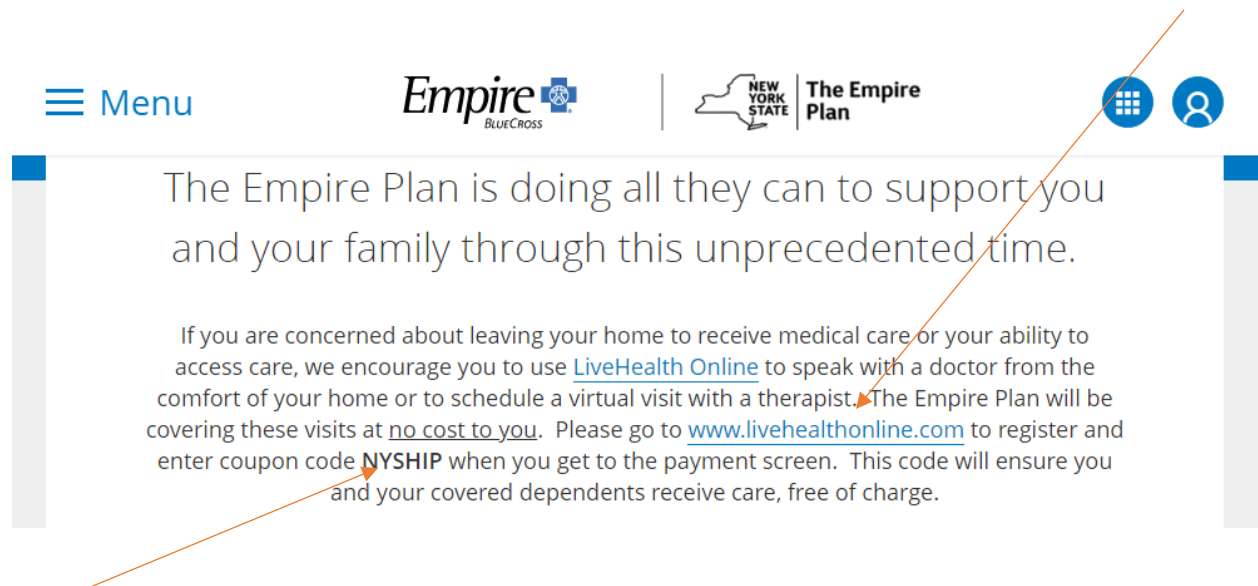 Menu
Empire
BLUECROSS
NEW
YORK
STATE
The Empire
Plan
The Empire Plan is doing all they can to support you
and your family through this unprecedented time.
If you are concerned about leaving your home to receive medical care or your ability to
access care, we encourage you to use LiveHealth Online to speak with a doctor from the
comfort of your home or to schedule a virtual visit with a therapist. The Empire Plan will be
covering these visits at no cost to you. Please go to www.livehealthonline.com to register and
enter coupon code NYSHIP when you get to the payment screen. This code will ensure you
and your covered dependents receive care, free of charge.